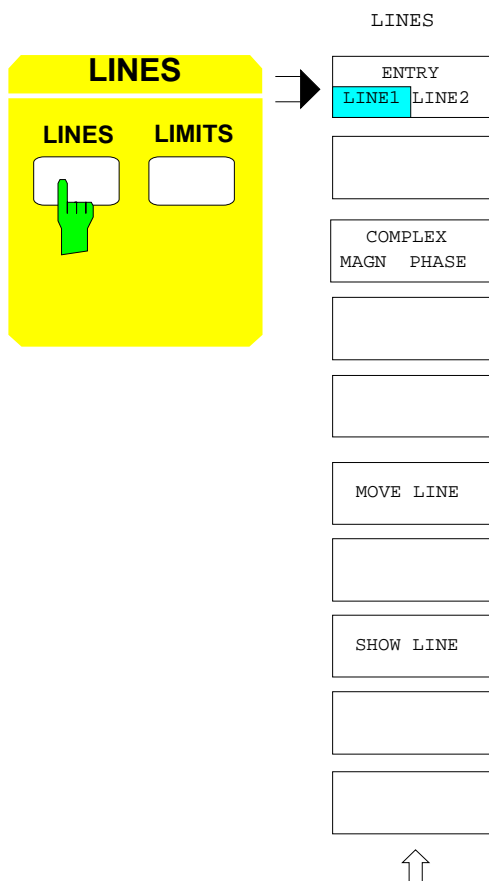 LINES
LINES
LINES LIMITS
ENTRY
LINE1 LINE2
COMPLEX
MAGN PHASE
MOVE LINE
SHOW LINE